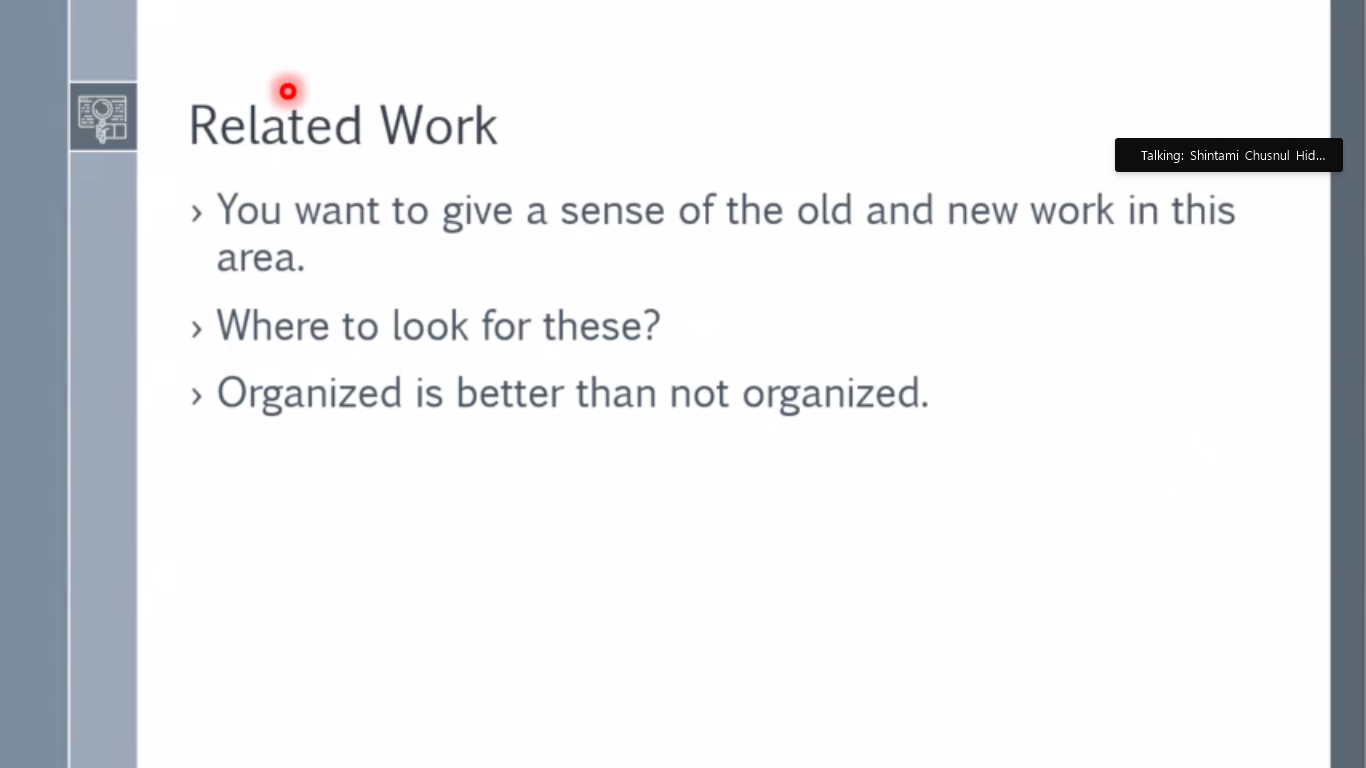 Related Work
Talking: Shintami Chusnul Hid...
› You want to give a sense of the old and new work in this
area.
› Where to look for these?
› Organized is better than not organized.